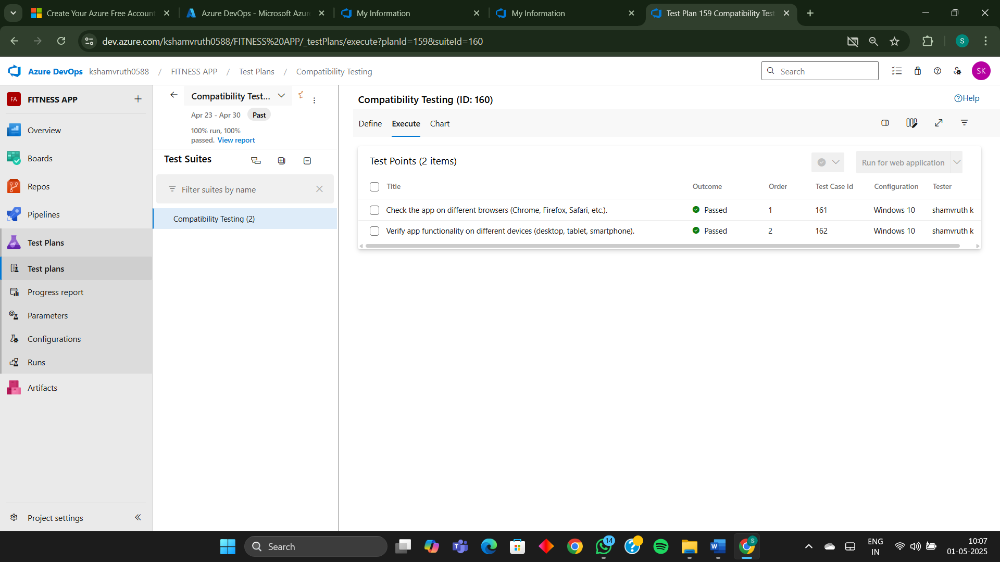 Create Your Azure Free Account
Azure DevOps - Microsoft Azure
My Information
My Information
Test Plan 159 Compatibility Test
dev.azure.com/kshamvruth0588/FITNESS%20APP/_testPlans/execute?planId=159&suiteId=160
S
Azure DevOps kshamvruth0588 / FITNESS APP / Test Plans / Compatibility Testing
Search
SK
FA FITNESS APP
Overview
Boards
Repos
Pipelines
Test Plans
Test plans
Progress report
Parameters
Configurations
Runs
Artifacts
Project settings
Compatibility Test...
Apr 23 - Apr 30 Past
100% run, 100%
passed. View report
Test Suites
Filter suites by name
Compatibility Testing (2)
Compatibility Testing (ID: 160)
Help
Define Execute Chart
Test Points (2 items)
Run for web application
Title Outcome Order Test Case Id Configuration Tester
Check the app on different browsers (Chrome, Firefox, Safari, etc.). Passed 1 161 Windows 10 shamvruth k
Verify app functionality on different devices (desktop, tablet, smartphone). Passed 2 162 Windows 10 shamvruth k
Search
14
S
ENG
IN
10:07
01-05-2025